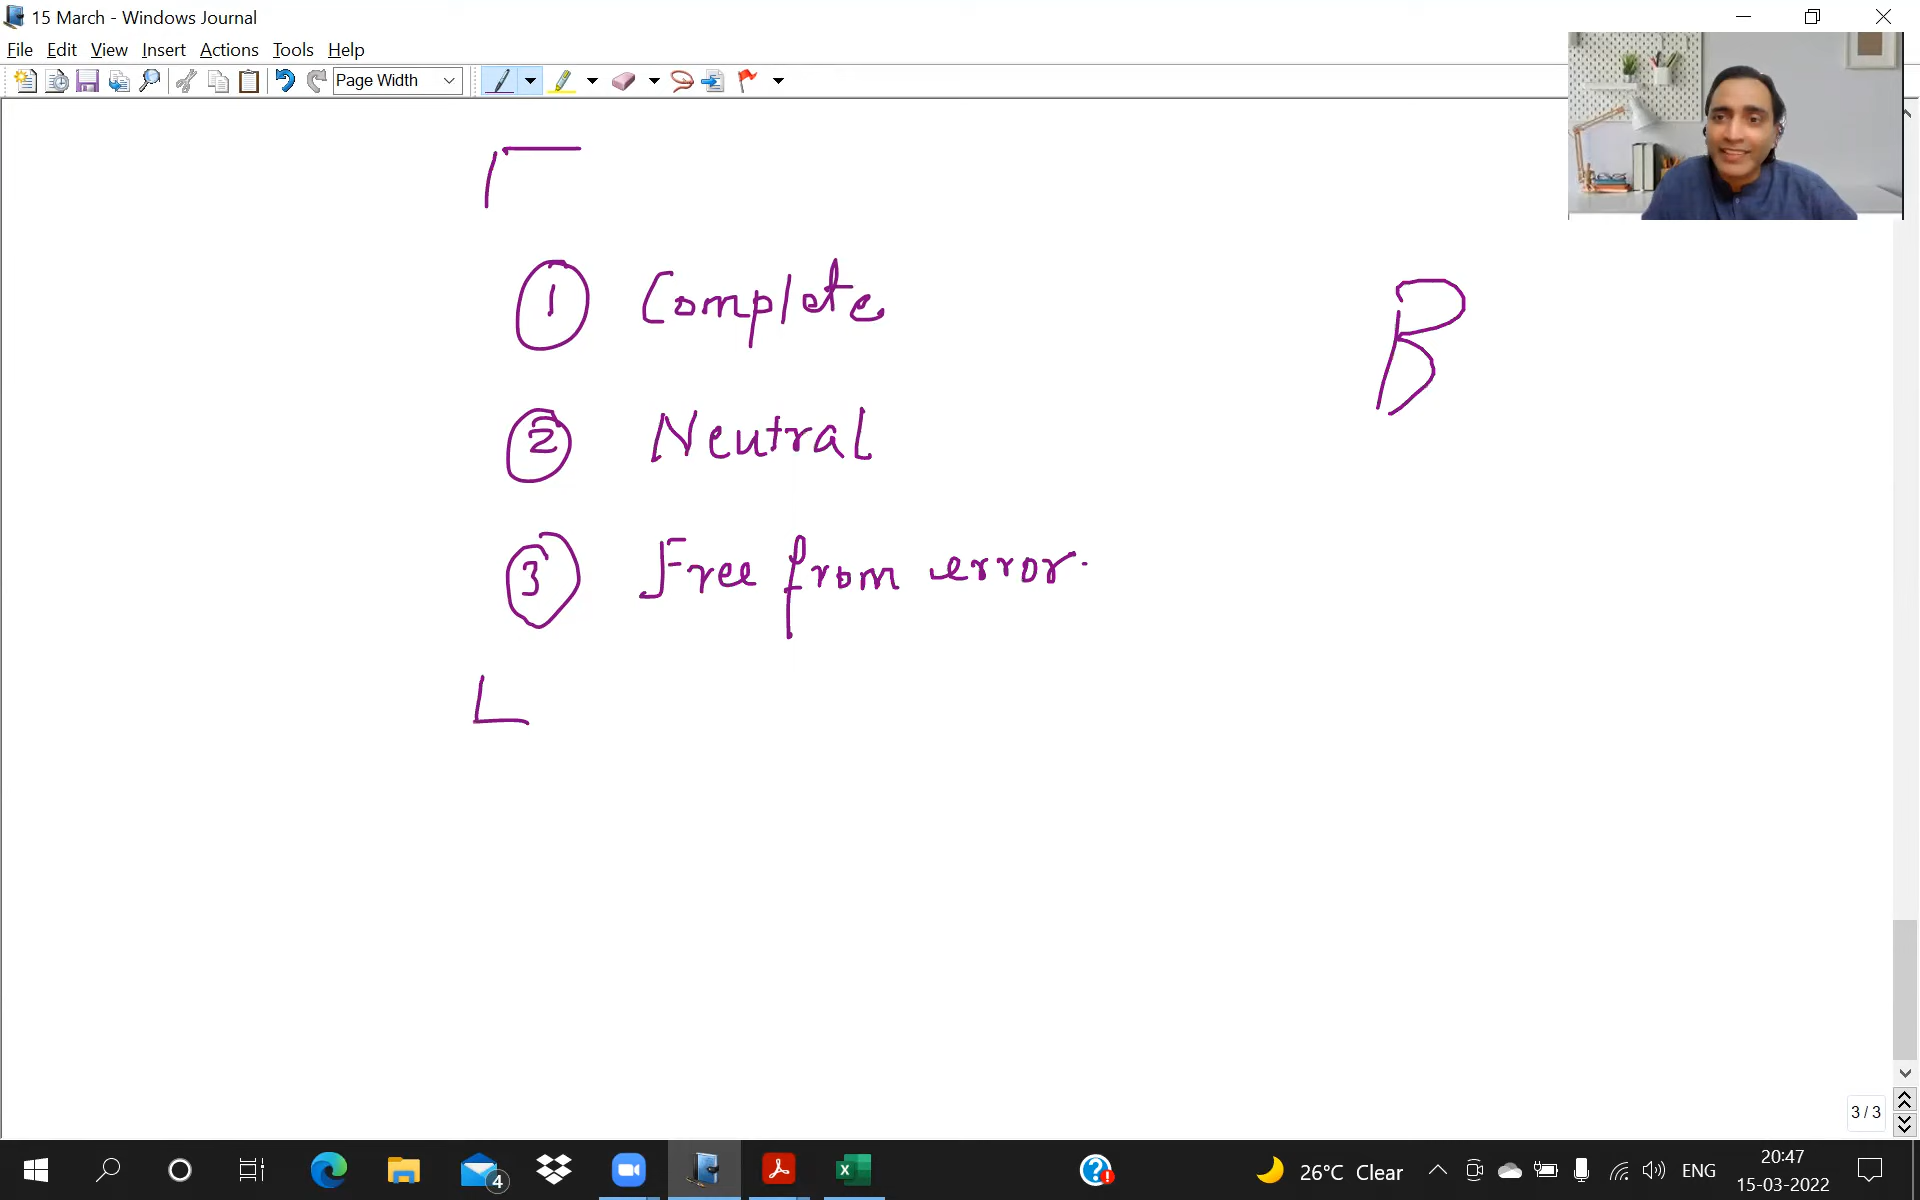 15 March - Windows Journal
File Edit View Insert Actions Tools Help
Page Width
1 Complete
B
2 Neutral
3 Free from error.
3 / 3
4
26°C Clear
ENG
20:47
15-03-2022